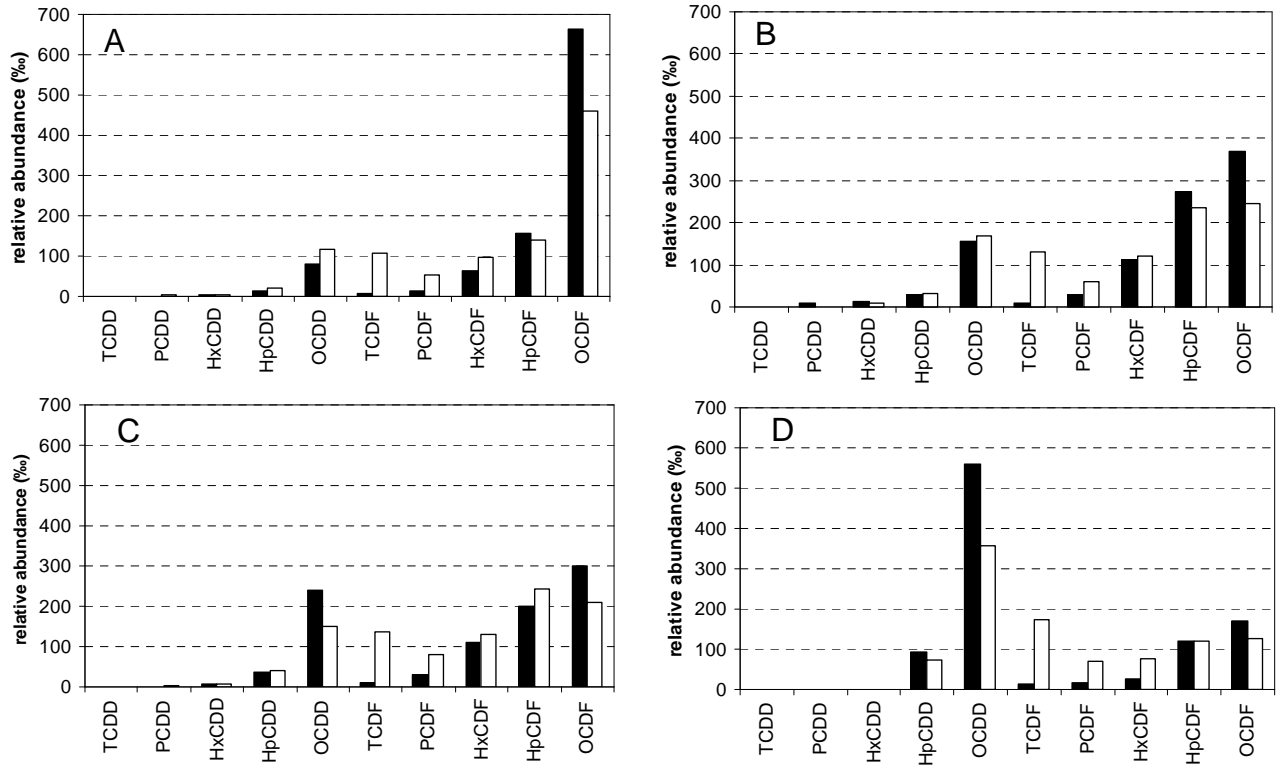 A
relative abundance (‰)
700
600
500
400
300
200
100
0
TCDD
PCDD
HxCDD
HpCDD
OCDD
TCDF
PCDF
HxCDF
HpCDF
OCDF
B
relative abundance (‰)
700
600
500
400
300
200
100
0
TCDD
PCDD
HxCDD
HpCDD
OCDD
TCDF
PCDF
HxCDF
HpCDF
OCDF
C
relative abundance (‰)
700
600
500
400
300
200
100
0
TCDD
PCDD
HxCDD
HpCDD
OCDD
TCDF
PCDF
HxCDF
HpCDF
OCDF
D
relative abundance (‰)
700
600
500
400
300
200
100
0
TCDD
PCDD
HxCDD
HpCDD
OCDD
TCDF
PCDF
HxCDF
HpCDF
OCDF